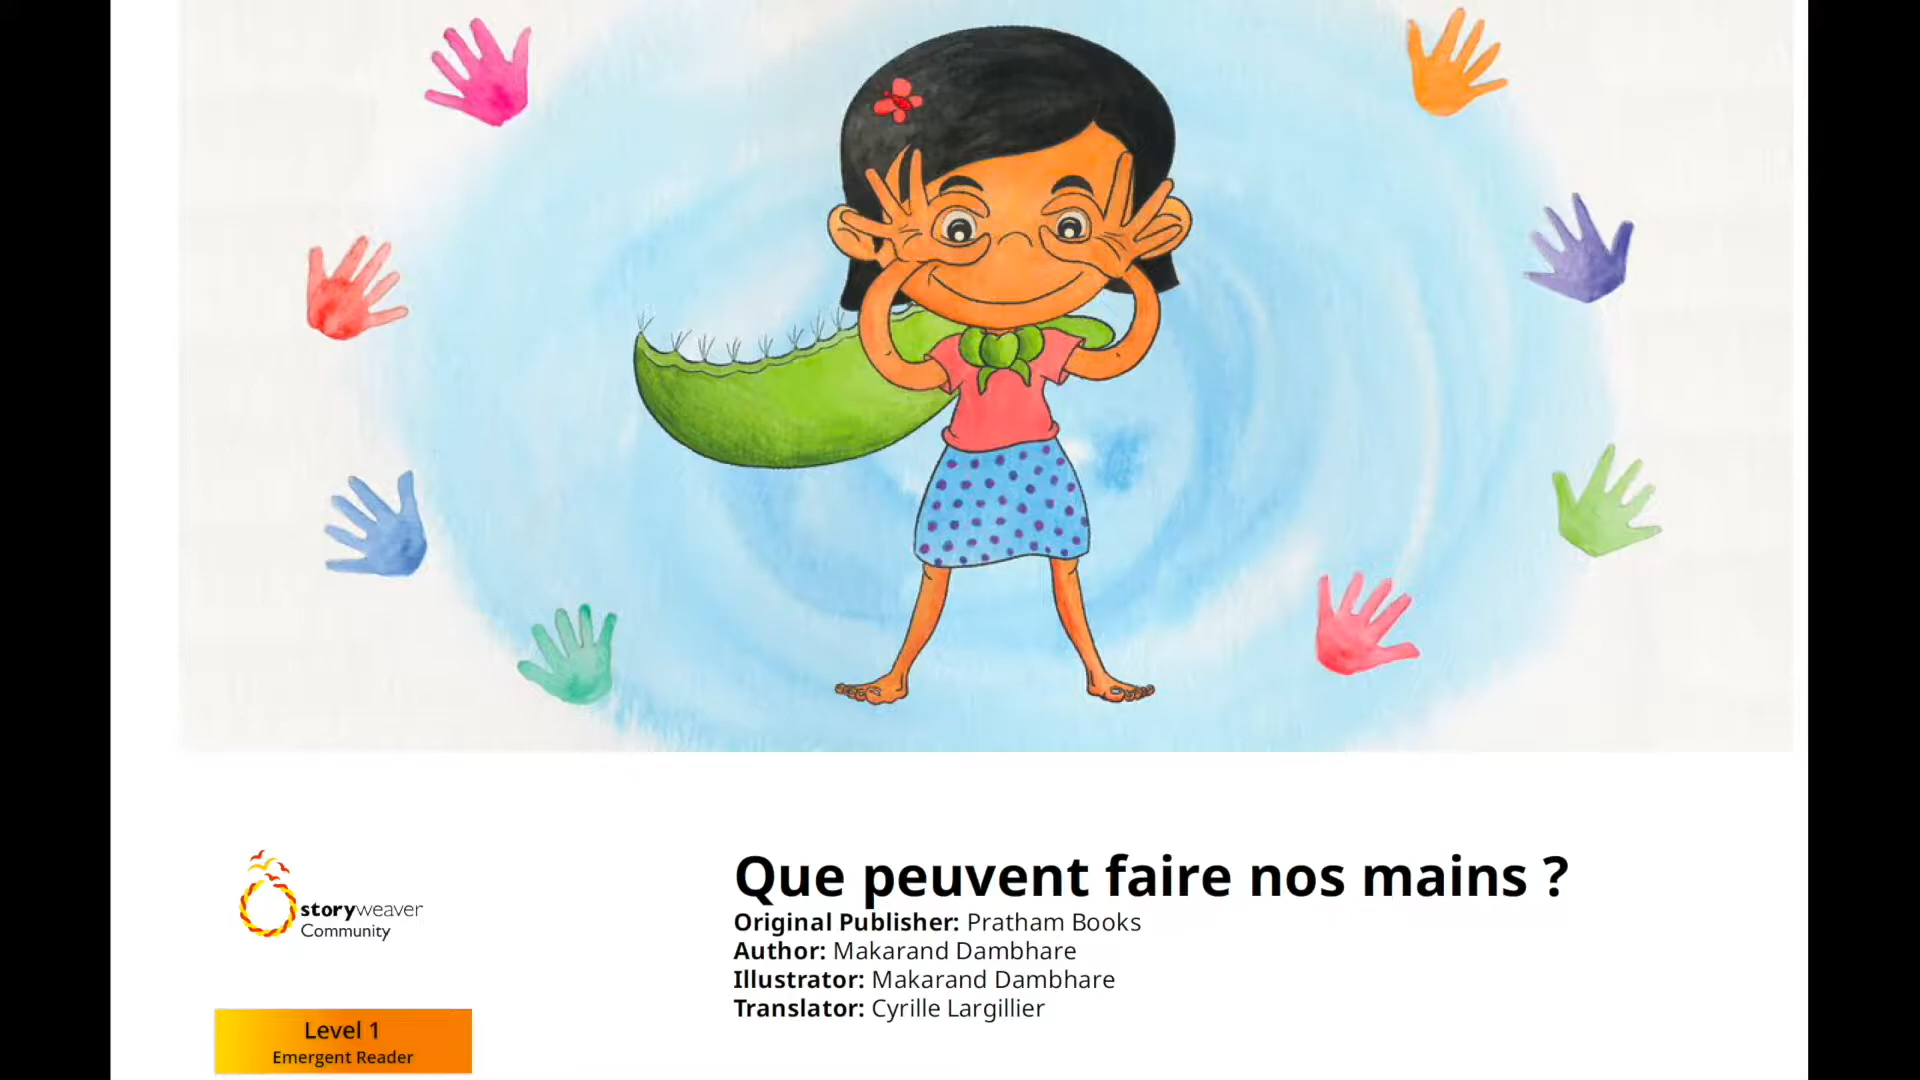 storyweaver
Community
Que peuvent faire nos mains ?
Original Publisher: Pratham Books
Author: Makarand Dambhare
Illustrator: Makarand Dambhare
Translator: Cyrille Largillier
Level 1
Emergent Reader